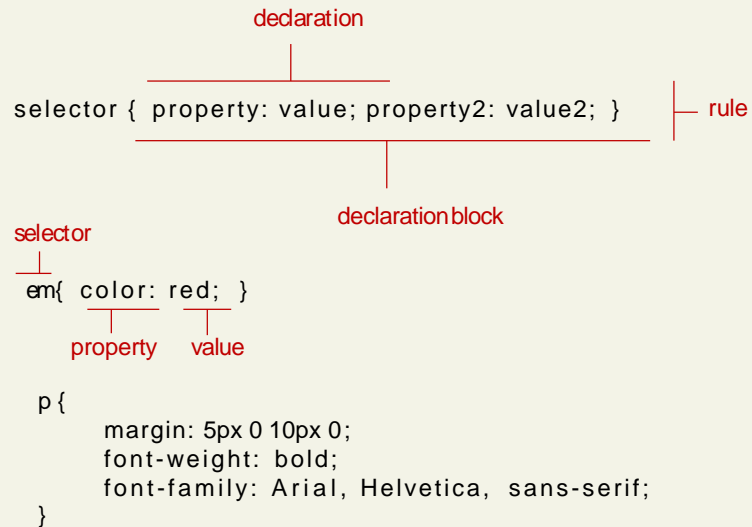 declaration
selector { property: value; property2: value2; }
rule
declaration block
selector
em{ color: red; }
property value
p {
margin: 5px 0 10px 0;
font-weight: bold;
font-family: Arial, Helvetica, sans-serif;
}